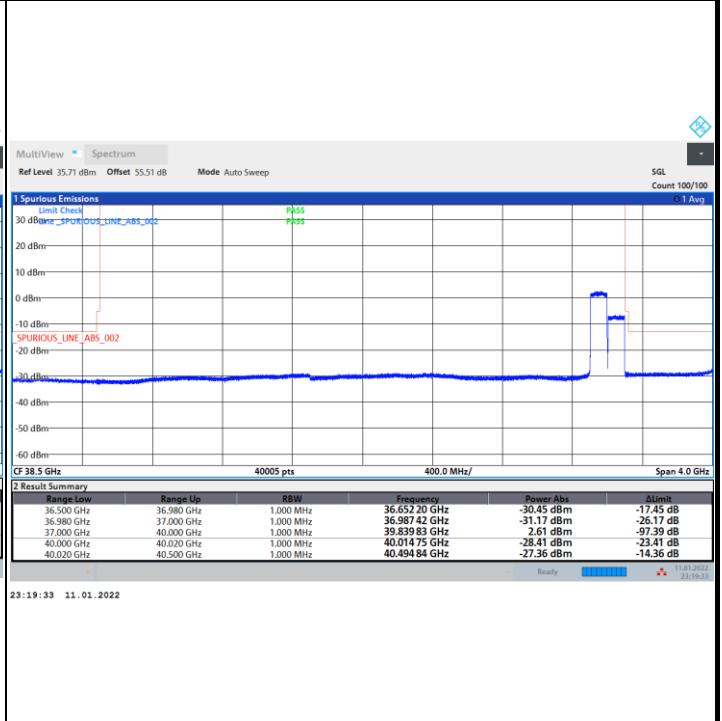 MultiView Spectrum
Ref Level 35.71 dBm Offset 55.51 dB Mode Auto Sweep SGL
Count 100/100
1 Spurious Emissions 1 Avg
Limit Check PASS
Line _SPURIOUS_LINE_ABS_002 PASS
30 dBm
20 dBm
10 dBm
0 dBm
-10 dBm
_SPURIOUS_LINE_ABS_002
-20 dBm
-30 dBm
-40 dBm
-50 dBm
-60 dBm
CF 38.5 GHz 40005 pts 400.0 MHz/ Span 4.0 GHz
2 Result Summary
Range Low Range Up RBW Frequency Power Abs ΔLimit
36.500 GHz 36.980 GHz 1.000 MHz 36.652 20 GHz -30.45 dBm -17.45 dB
36.980 GHz 37.000 GHz 1.000 MHz 36.987 42 GHz -31.17 dBm -26.17 dB
37.000 GHz 40.000 GHz 1.000 MHz 39.839 83 GHz 2.61 dBm -97.39 dB
40.000 GHz 40.020 GHz 1.000 MHz 40.014 75 GHz -28.41 dBm -23.41 dB
40.020 GHz 40.500 GHz 1.000 MHz 40.494 84 GHz -27.36 dBm -14.36 dB
Ready 11.01.2022
23:19:33
23:19:33 11.01.2022